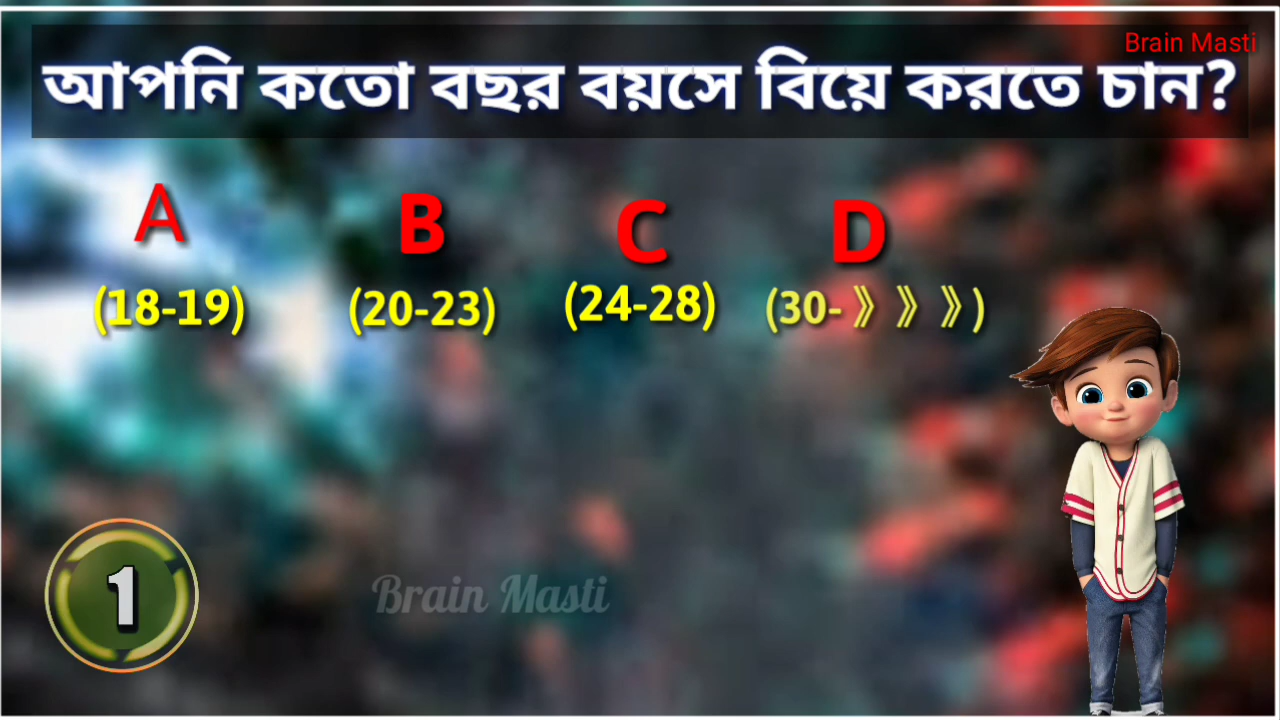 Brain Masti
আপনি কতো বছর বয়সে বিয়ে করতে চান?
A B C D
(18-19) (20-23) (24-28) (30-》》》)
1
Brain Masti